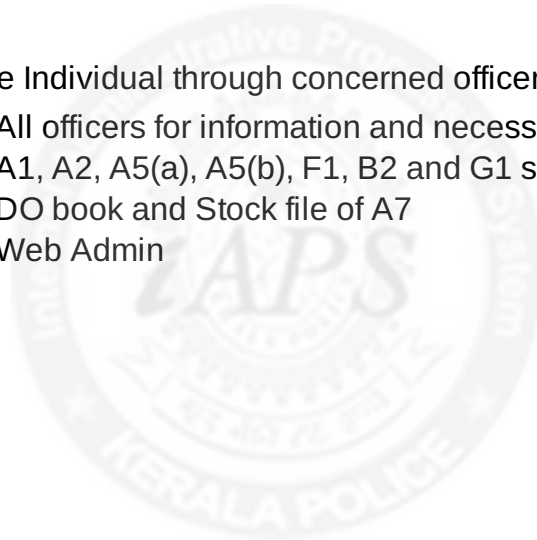 e Individual through concerned officer
All officers for information and necess
A1, A2, A5(a), A5(b), F1, B2 and G1 s
DO book and Stock file of A7
Web Admin
iAPS
KERALA POLICE